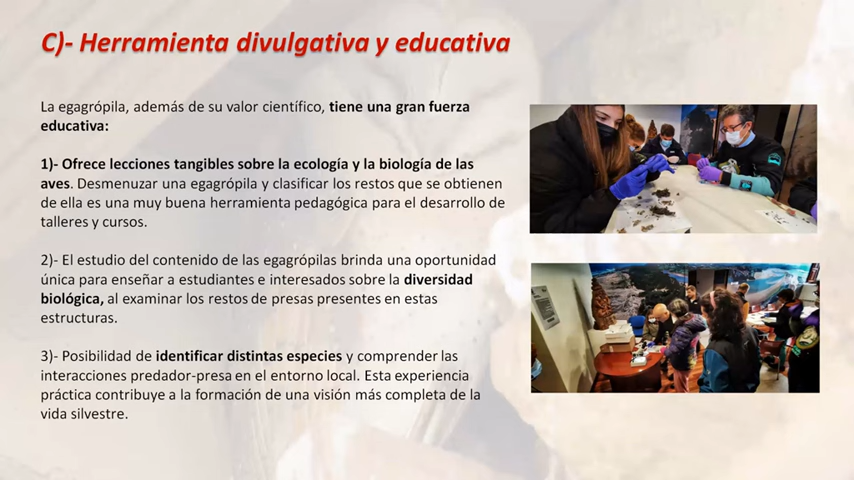 C)- Herramienta divulgativa y educativa
La egagrópila, además de su valor científico, tiene una gran fuerza
educativa:
1)- Ofrece lecciones tangibles sobre la ecología y la biología de las
aves. Desmenuzar una egagrópila y clasificar los restos que se obtienen
de ella es una muy buena herramienta pedagógica para el desarrollo de
talleres y cursos.
2)- El estudio del contenido de las egagrópilas brinda una oportunidad
única para enseñar a estudiantes e interesados sobre la diversidad
biológica, al examinar los restos de presas presentes en estas
estructuras.
3)- Posibilidad de identificar distintas especies y comprender las
interacciones predador-presa en el entorno local. Esta experiencia
práctica contribuye a la formación de una visión más completa de la
vida silvestre.